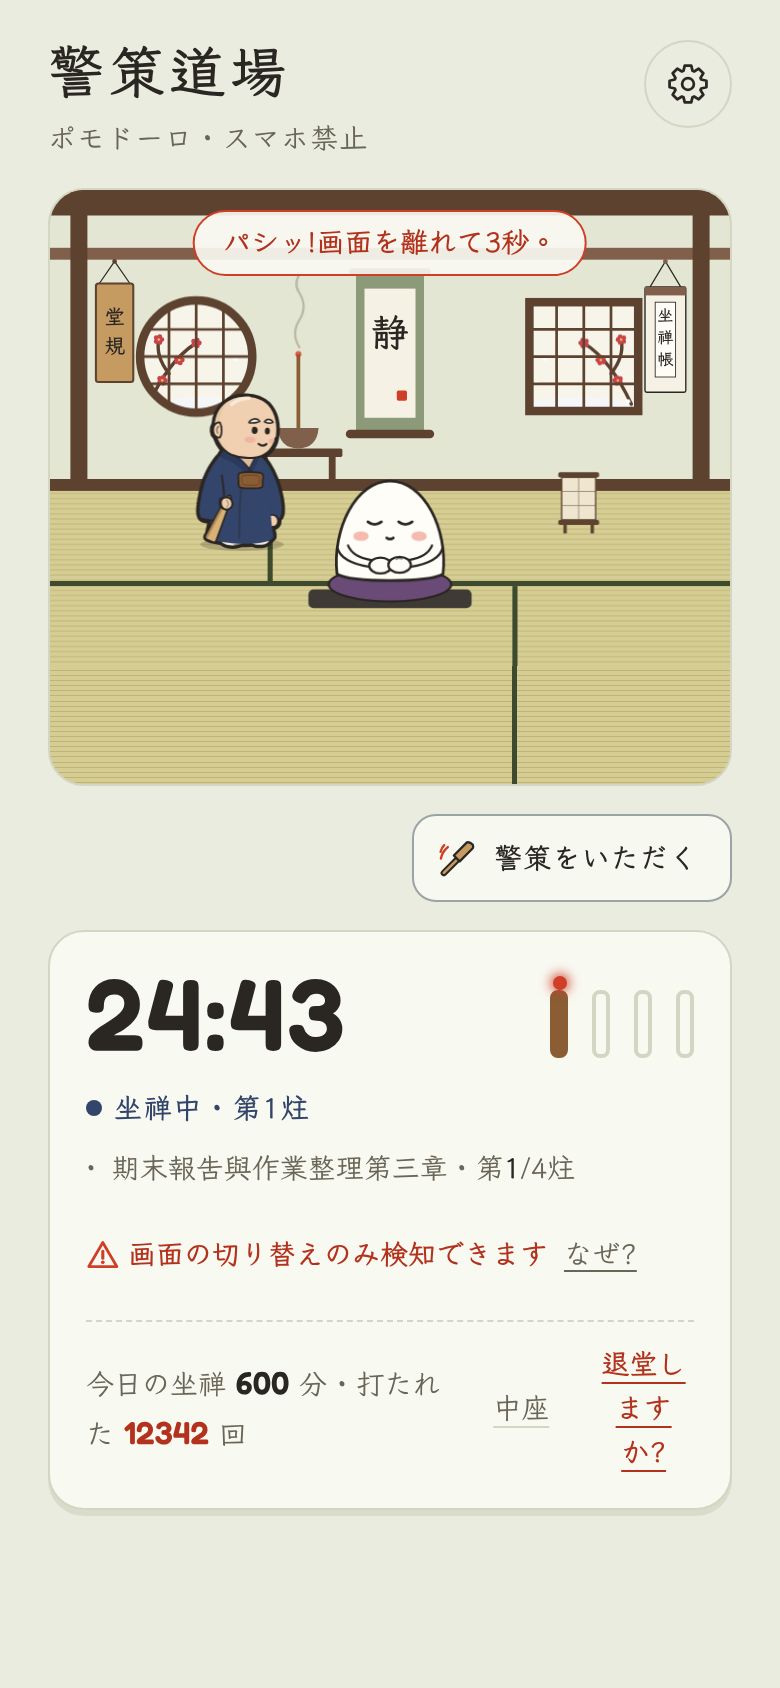 警策道場
ポモドーロ・スマホ禁止
パシッ!画面を離れて3秒。
堂規
静
坐禅帳
警策をいただく
24:43
坐禅中・第1炷
・ 期末報告與作業整理第三章・第1/4炷
画面の切り替えのみ検知できます なぜ?
今日の坐禅 600 分・打たれ
た 12342 回
中座
退堂し
ます
か?